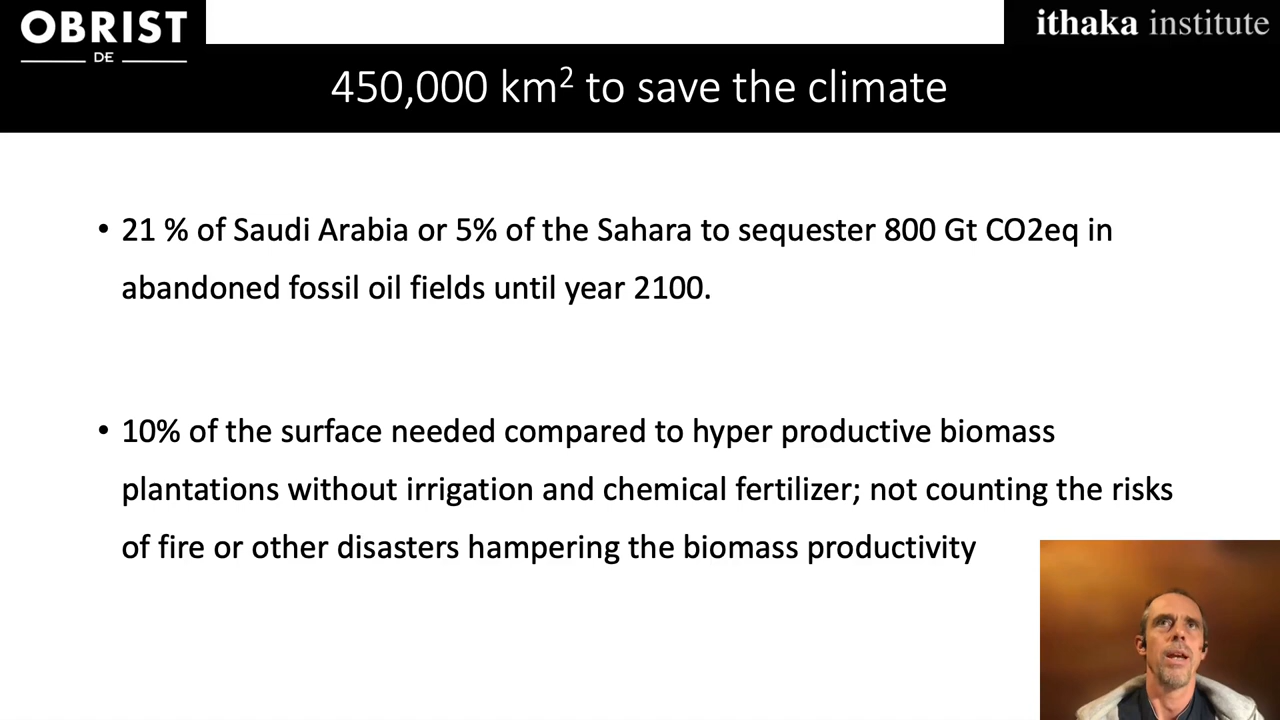 OBRIST
DE
ithaka institute
450,000 km² to save the climate
• 21 % of Saudi Arabia or 5% of the Sahara to sequester 800 Gt CO2eq in
abandoned fossil oil fields until year 2100.
• 10% of the surface needed compared to hyper productive biomass
plantations without irrigation and chemical fertilizer; not counting the risks
of fire or other disasters hampering the biomass productivity